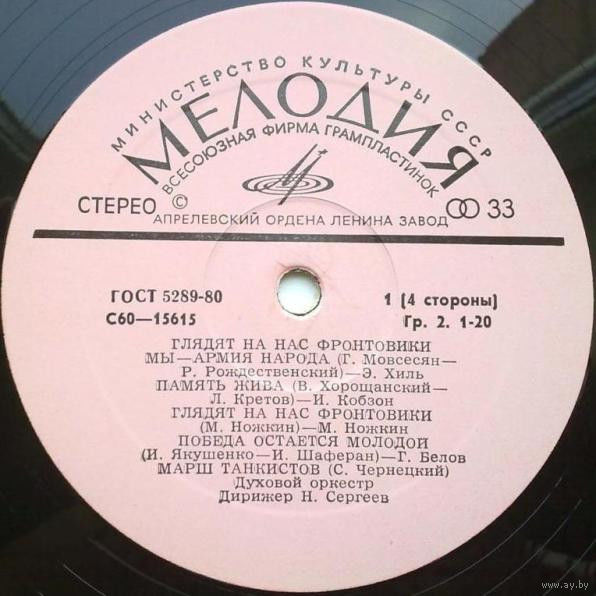 МИНИСТЕРСТВО КУЛЬТУРЫ СССР
МЕЛОДИЯ
ВСЕСОЮЗНАЯ ФИРМА ГРАМПЛАСТИНОК
СТЕРЕО © 33
АПРЕЛЕВСКИЙ ОРДЕНА ЛЕНИНА ЗАВОД
ГОСТ 5289-80 1 (4 стороны)
С60—15615 Гр. 2. 1-20
ГЛЯДЯТ НА НАС ФРОНТОВИКИ
МЫ—АРМИЯ НАРОДА (Г. Мовсесян—
Р. Рождественский)—Э. Хиль
ПАМЯТЬ ЖИВА (В. Хорощанский—
Л. Кретов)—И. Кобзон
ГЛЯДЯТ НА НАС ФРОНТОВИКИ
(М. Ножкин)—М. Ножкин
ПОБЕДА ОСТАЕТСЯ МОЛОДОЙ
(И. Якушенко—И. Шаферан)—Г. Белов
МАРШ ТАНКИСТОВ (С. Чернецкий)
Духовой оркестр
Дирижер Н. Сергеев
www.ay.by